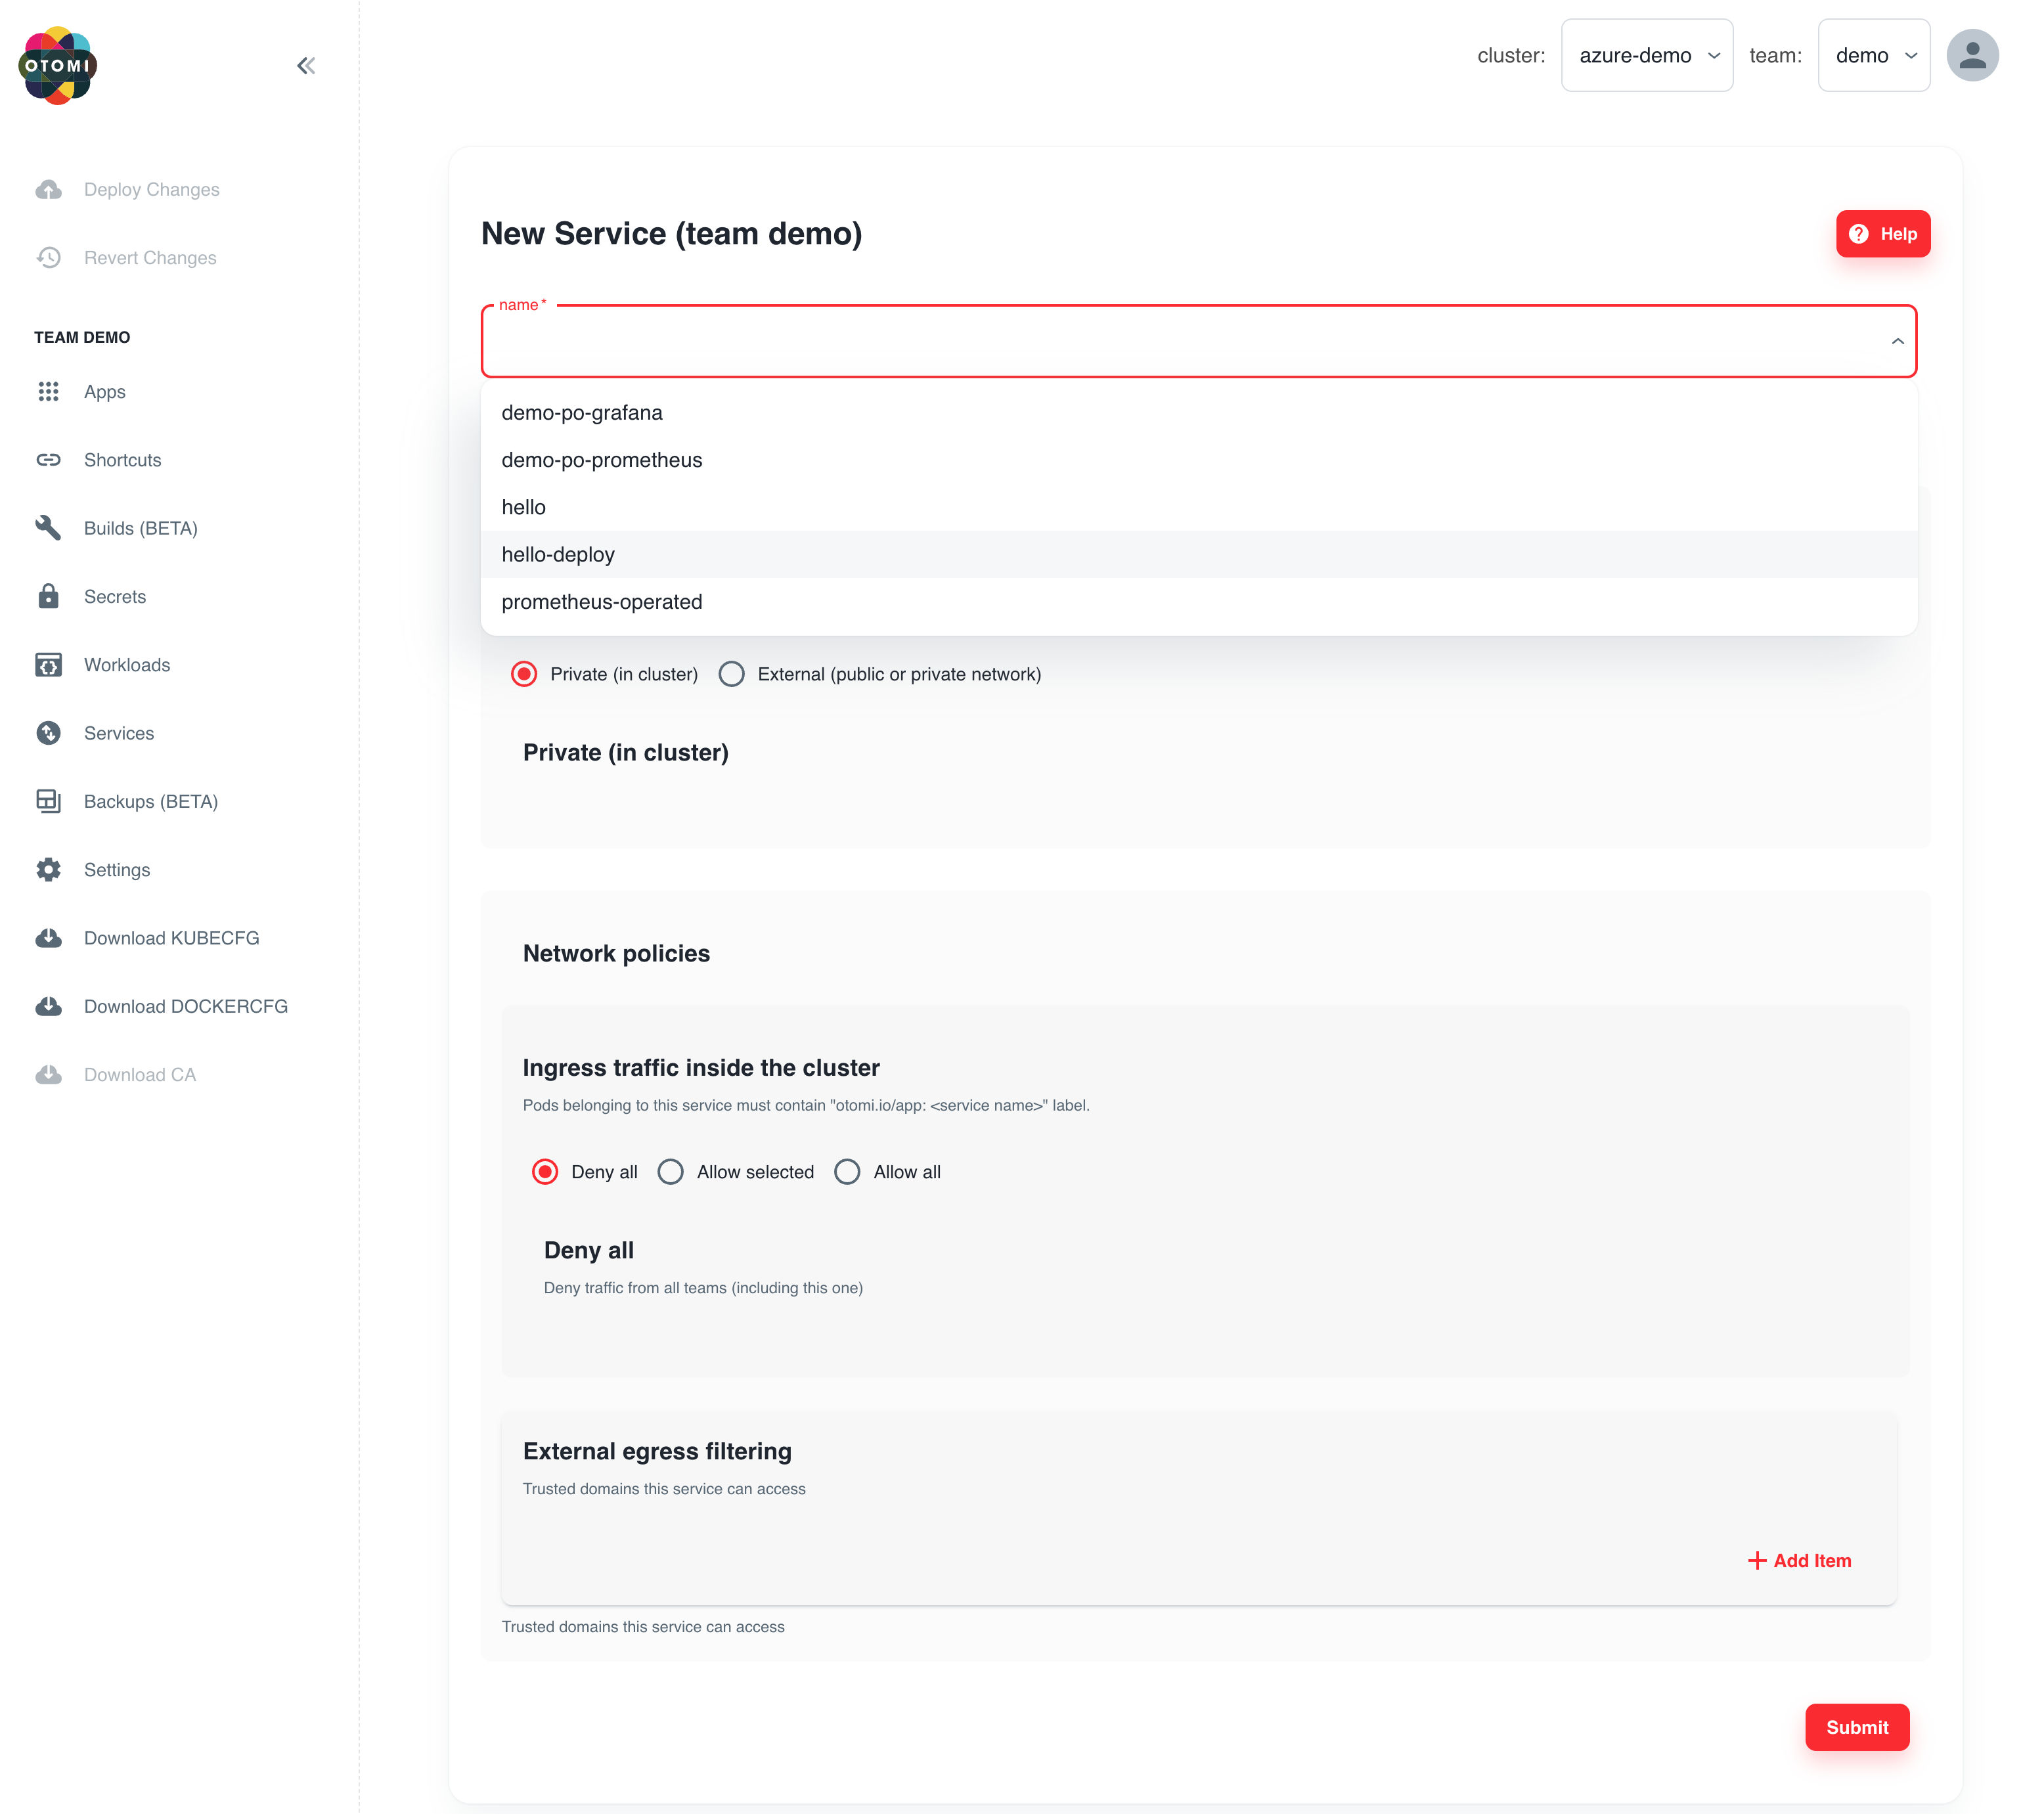 OTOMI
cluster: azure-demo team: demo
Deploy Changes
Revert Changes
TEAM DEMO
Apps
Shortcuts
Builds (BETA)
Secrets
Workloads
Services
Backups (BETA)
Settings
Download KUBECFG
Download DOCKERCFG
Download CA
New Service (team demo)
Help
name *
demo-po-grafana
demo-po-prometheus
hello
hello-deploy
prometheus-operated
Private (in cluster) External (public or private network)
Private (in cluster)
Network policies
Ingress traffic inside the cluster
Pods belonging to this service must contain "otomi.io/app: <service name>" label.
Deny all Allow selected Allow all
Deny all
Deny traffic from all teams (including this one)
External egress filtering
Trusted domains this service can access
Add Item
Trusted domains this service can access
Submit